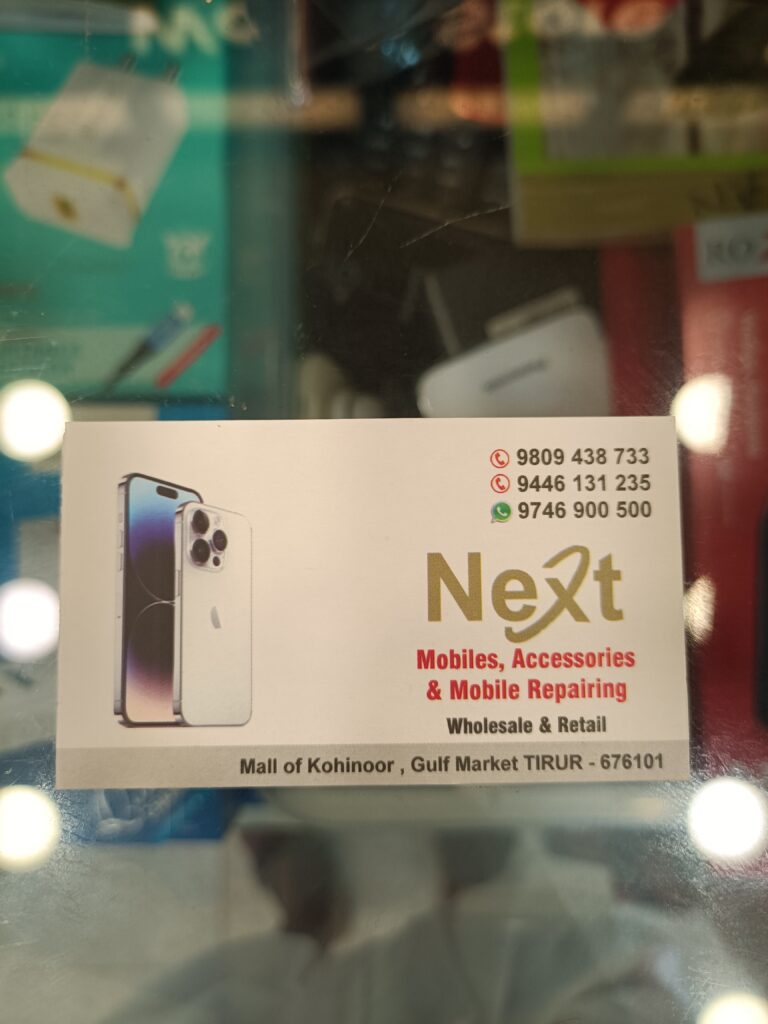 9809 438 733
9446 131 235
9746 900 500
Next
Mobiles, Accessories
& Mobile Repairing
Wholesale & Retail
Mall of Kohinoor , Gulf Market TIRUR - 676101